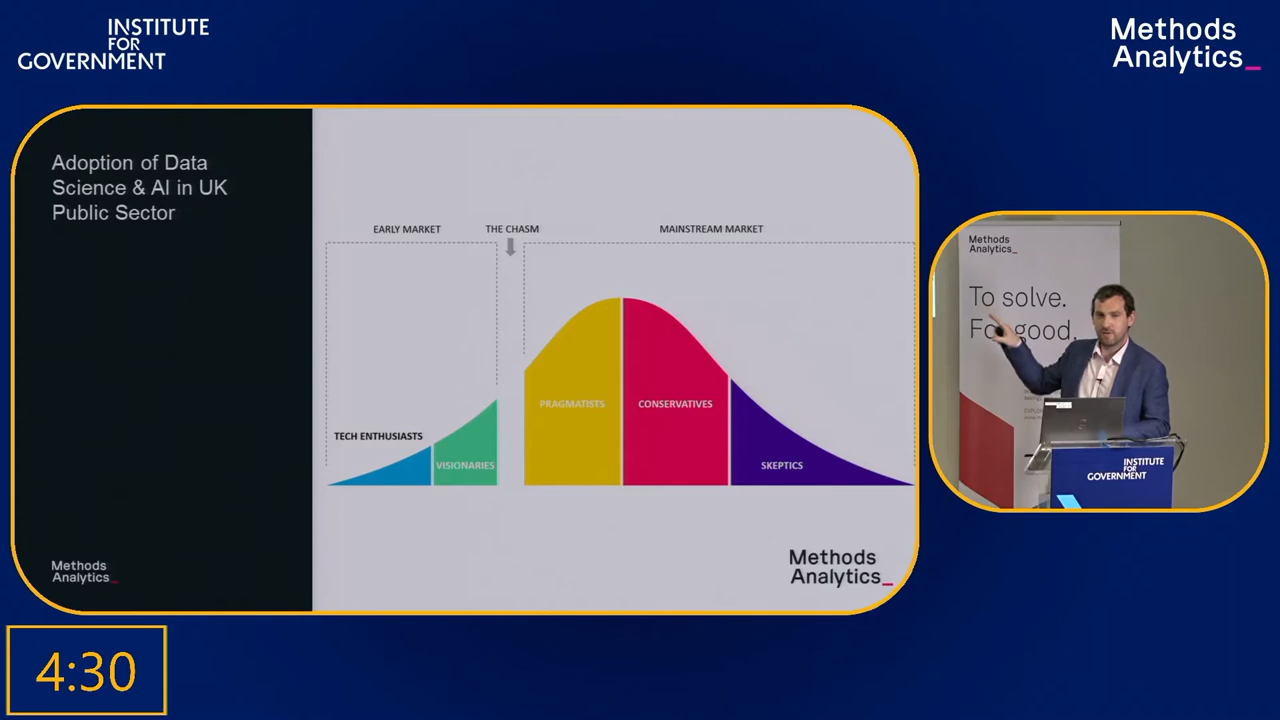 INSTITUTE
FOR
GOVERNMENT
Methods
Analytics_
Adoption of Data
Science & AI in UK
Public Sector
EARLY MARKET
THE CHASM
MAINSTREAM MARKET
TECH ENTHUSIASTS
VISIONARIES
PRAGMATISTS
CONSERVATIVES
SKEPTICS
Methods
Analytics_
Methods
Analytics_
Methods
Analytics_
To solve.
For good.
INSTITUTE
FOR
GOVERNMENT
4:30